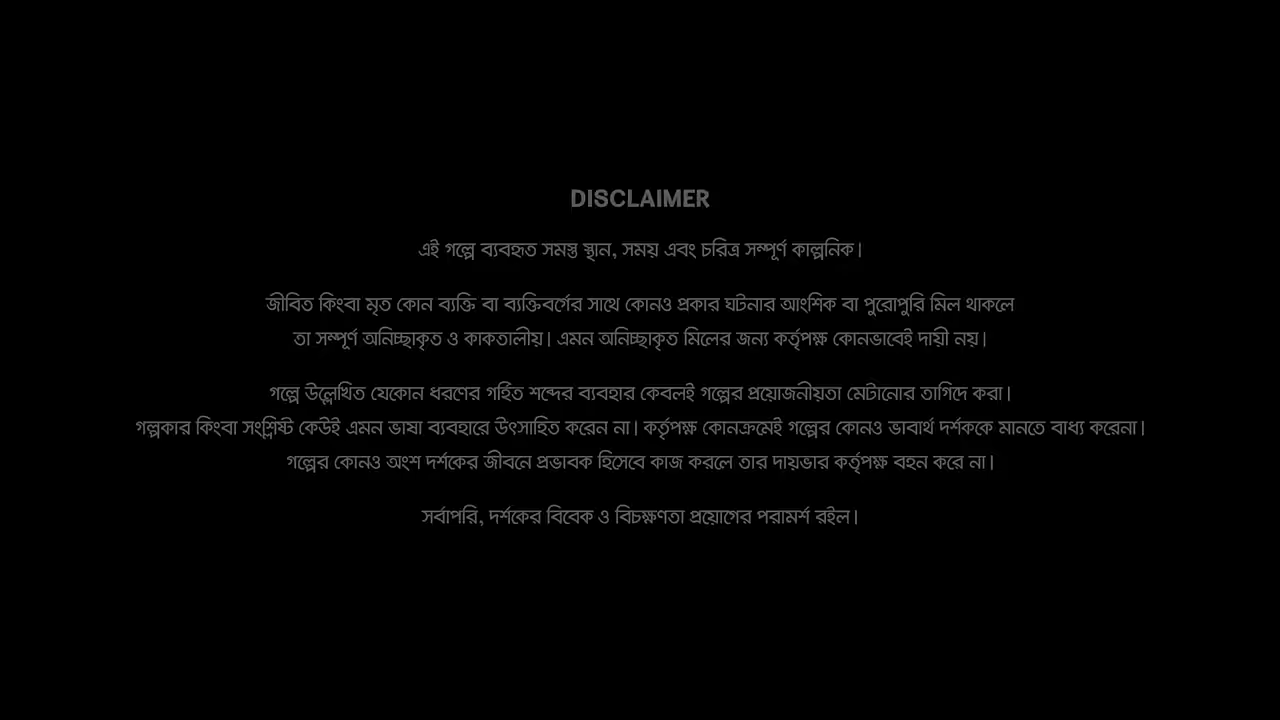 DISCLAIMER
এই গল্পে ব্যবহৃত সমস্ত স্থান, সময় এবং চরিত্র সম্পূর্ণ কাল্পনিক।
জীবিত কিংবা মৃত কোন ব্যক্তি বা ব্যক্তিবর্গের সাথে কোনও প্রকার ঘটনার আংশিক বা পুরোপুরি মিল থাকলে
তা সম্পূর্ণ অনিচ্ছাকৃত ও কাকতালীয়। এমন অনিচ্ছাকৃত মিলের জন্য কর্তৃপক্ষ কোনভাবেই দায়ী নয়।
গল্পে উল্লেখিত যেকোন ধরণের গর্হিত শব্দের ব্যবহার কেবলই গল্পের প্রয়োজনীয়তা মেটানোর তাগিদে করা।
গল্পকার কিংবা সংশ্লিষ্ট কেউই এমন ভাষা ব্যবহারে উৎসাহিত করেন না। কর্তৃপক্ষ কোনক্রমেই গল্পের কোনও ভাবার্থ দর্শককে মানতে বাধ্য করেনা।
গল্পের কোনও অংশ দর্শকের জীবনে প্রভাবক হিসেবে কাজ করলে তার দায়ভার কর্তৃপক্ষ বহন করে না।
সর্বাপরি, দর্শকের বিবেক ও বিচক্ষণতা প্রয়োগের পরামর্শ রইল।